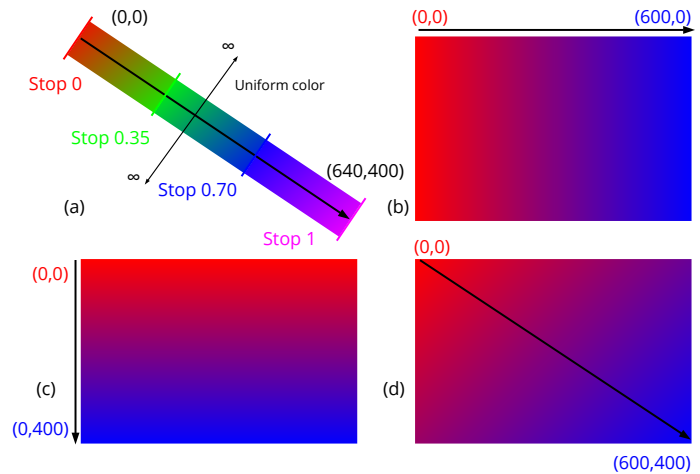 (0,0)
∞
Uniform color
Stop 0
Stop 0.35
∞
Stop 0.70
(640,400)
Stop 1
(a)
(0,0)
(600,0)
(b)
(0,0)
(c)
(0,400)
(0,0)
(d)
(600,400)